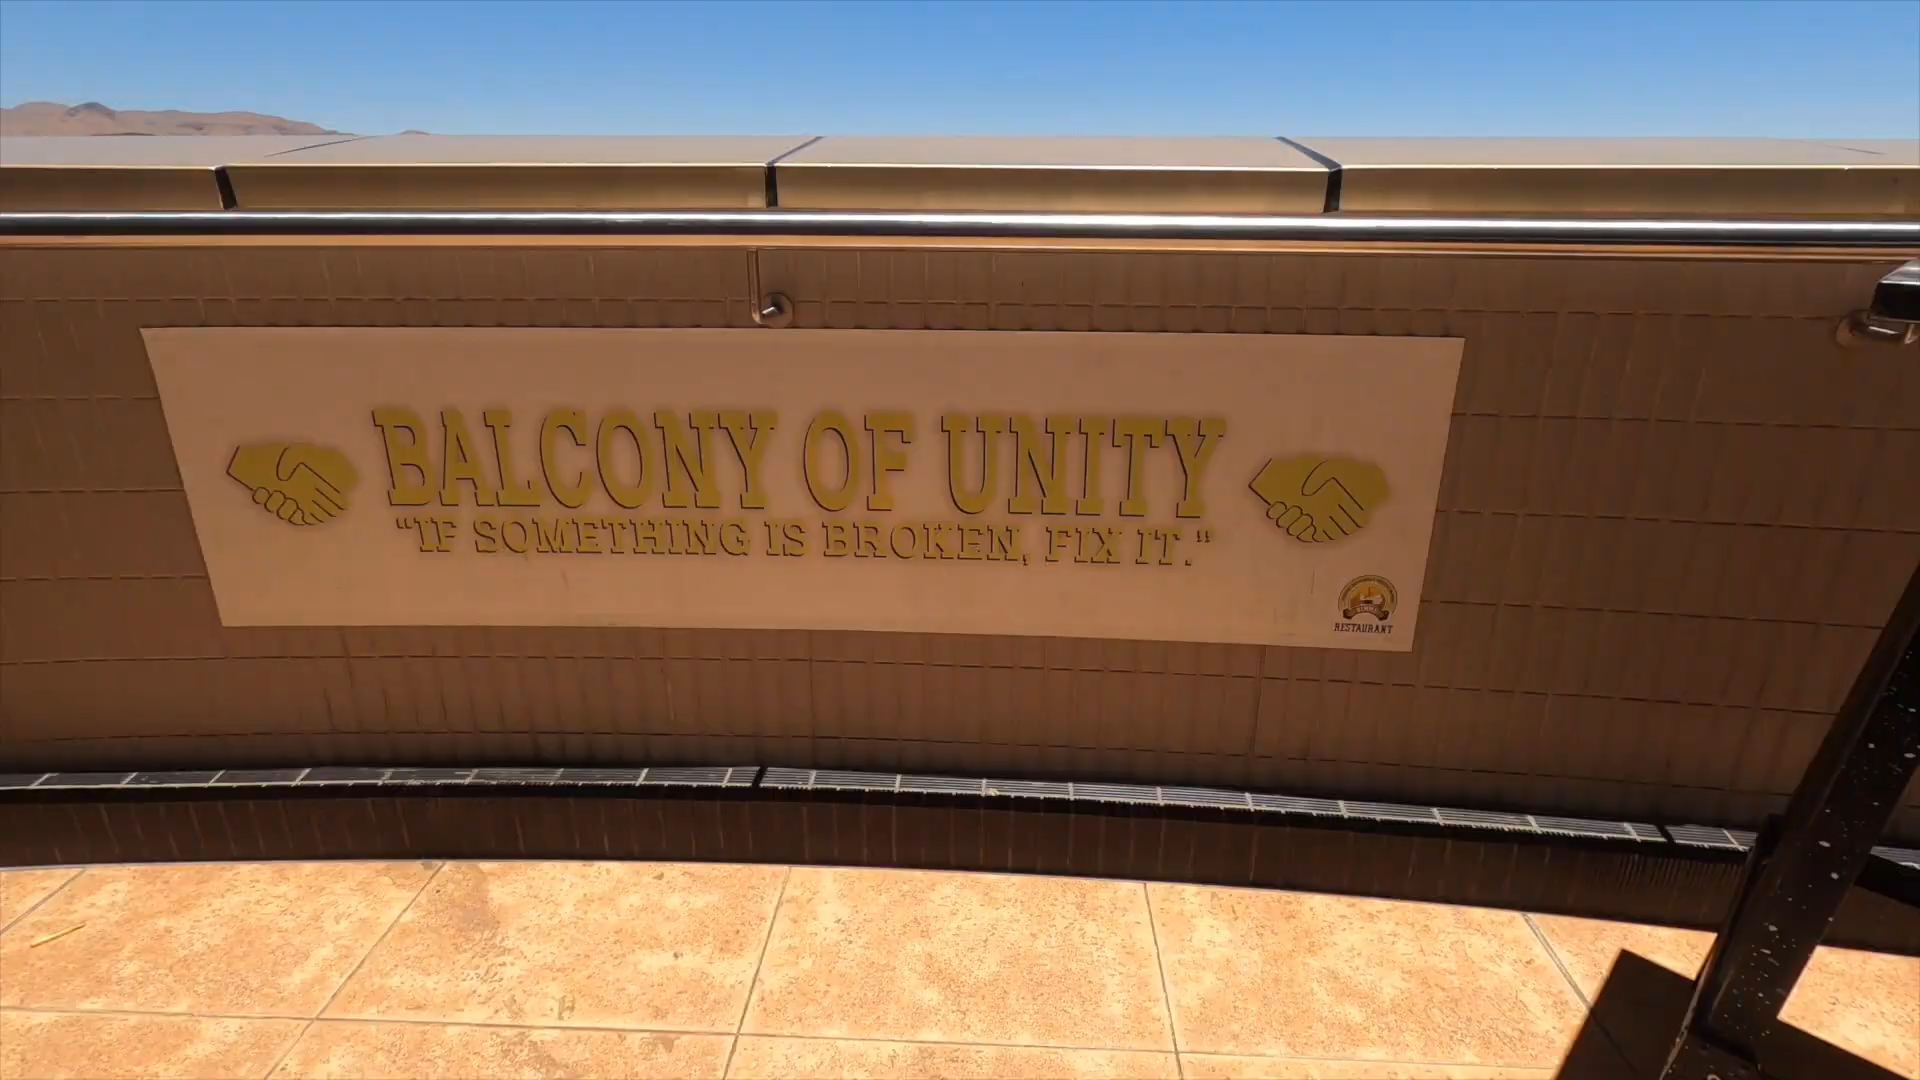 BALCONY OF UNITY
"IF SOMETHING IS BROKEN, FIX IT."
RESTAURANT